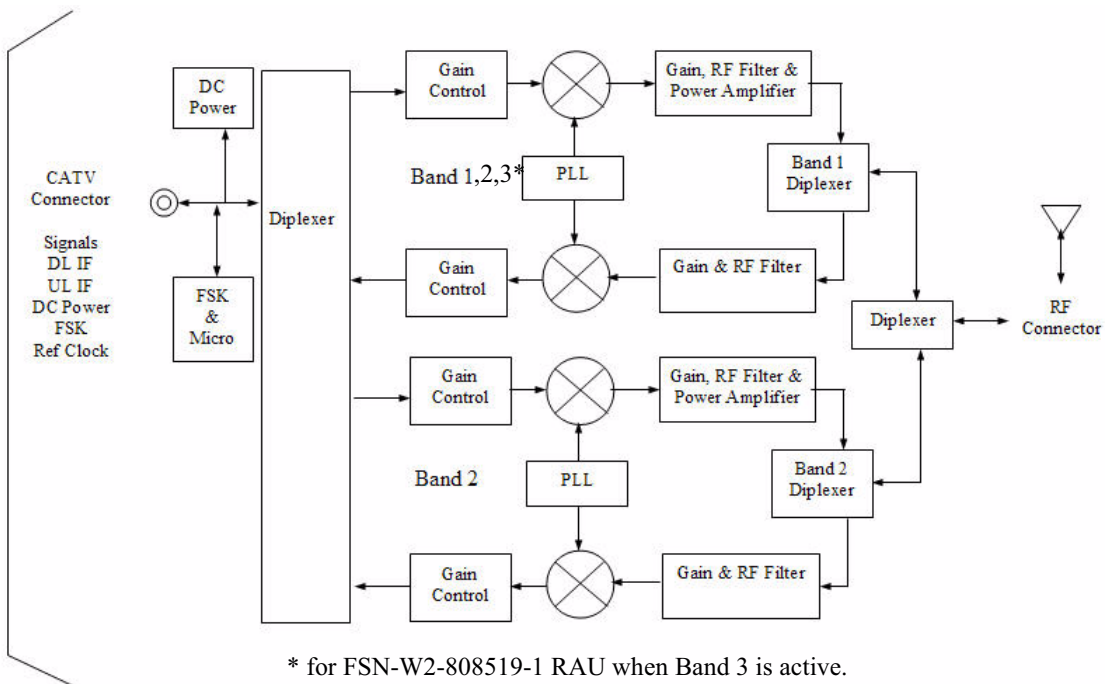 DC
Power
CATV
Connector
Signals
DL IF
UL IF
DC Power
FSK
Ref Clock
FSK
&
Micro
Diplexer
Gain
Control
Gain, RF Filter &
Power Amplifier
Band 1,2,3*
PLL
Band 1
Diplexer
Gain
Control
Gain & RF Filter
Diplexer
RF
Connector
Gain
Control
Gain, RF Filter &
Power Amplifier
Band 2
PLL
Band 2
Diplexer
Gain
Control
Gain & RF Filter
* for FSN-W2-808519-1 RAU when Band 3 is active.